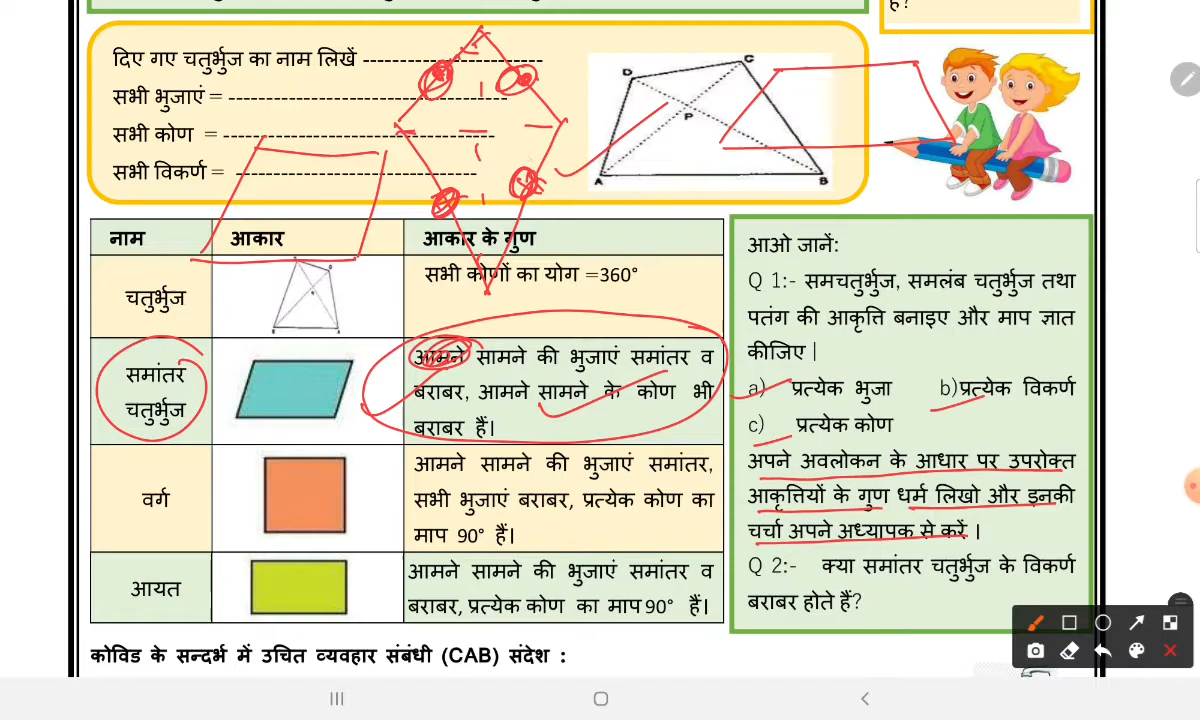 है?
दिए गए चतुर्भुज का नाम लिखें ------------------------
सभी भुजाएं = -------------------------------------
सभी कोण = ------------------------------------
सभी विकर्ण = --------------------------------
D
C
P
A
B
नाम आकार आकार के गुण
चतुर्भुज
सभी कोणों का योग =360°
समांतर
चतुर्भुज
आमने सामने की भुजाएं समांतर व
बराबर, आमने सामने के कोण भी
बराबर हैं।
वर्ग
आमने सामने की भुजाएं समांतर,
सभी भुजाएं बराबर, प्रत्येक कोण का
माप 90° हैं।
आयत
आमने सामने की भुजाएं समांतर व
बराबर, प्रत्येक कोण का माप 90° हैं।
आओ जानें:
Q 1:- समचतुर्भुज, समलंब चतुर्भुज तथा
पतंग की आकृत्ति बनाइए और माप ज्ञात
कीजिए |
a) प्रत्येक भुजा b)प्रत्येक विकर्ण
c) प्रत्येक कोण
अपने अवलोकन के आधार पर उपरोक्त
आकृत्तियों के गुण धर्म लिखो और इनकी
चर्चा अपने अध्यापक से करें ।
Q 2:- क्या समांतर चतुर्भुज के विकर्ण
बराबर होते हैं?
कोविड के सन्दर्भ में उचित व्यवहार संबंधी (CAB) संदेश :